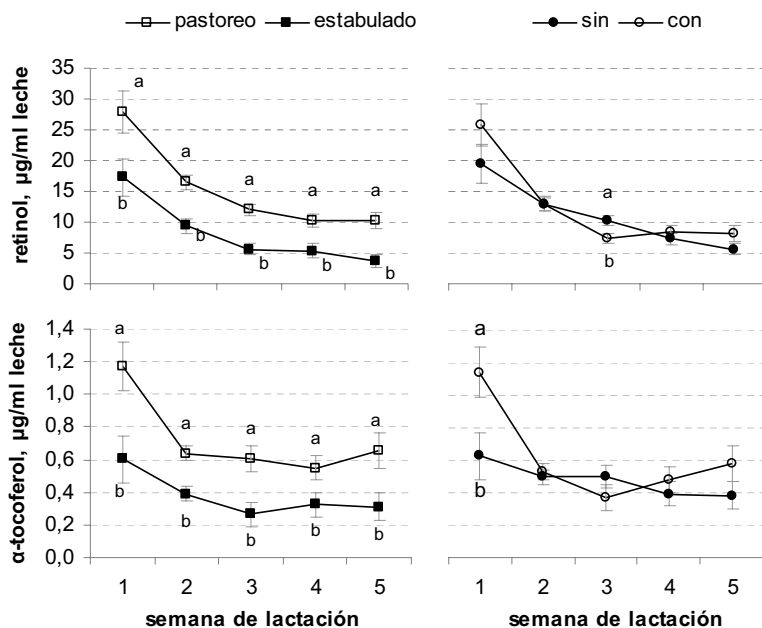 pastoreo estabulado sin con
retinol, µg/ml leche
35
30
25
20
15
10
5
0
a
a
a
a
a
b
b
b
b
b
a
b
α-tocoferol, µg/ml leche
1,4
1,2
1,0
0,8
0,6
0,4
0,2
0,0
a
a
a
a
a
b
b
b
b
b
a
b
1 2 3 4 5
semana de lactación
1 2 3 4 5
semana de lactación